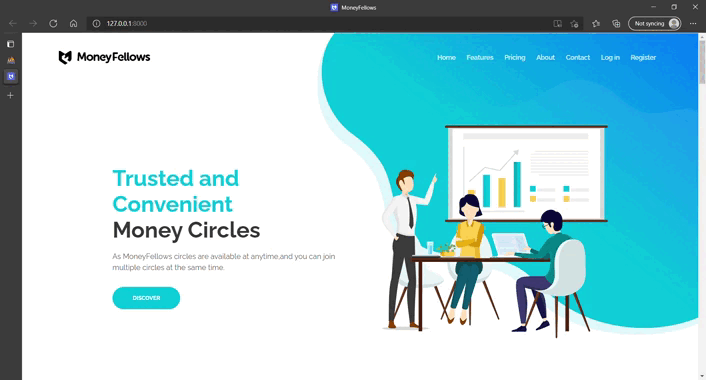 MoneyFellows
127.0.0.1:8000
Not syncing
MoneyFellows
Home Features Pricing About Contact Log in Register
Trusted and
Convenient
Money Circles
As MoneyFellows circles are available at anytime,and you can join
multiple circles at the same time.
DISCOVER